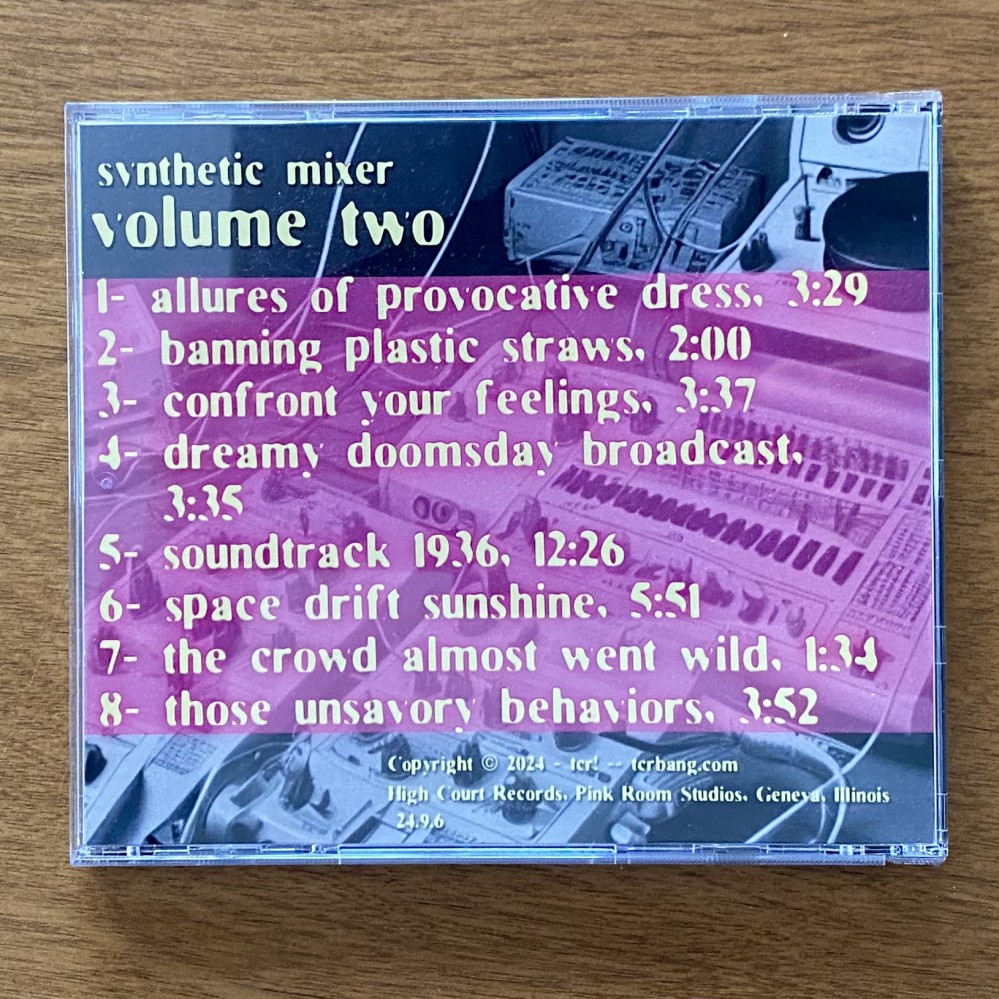 synthetic mixer
volume two
1- allures of provocative dress, 3:29
2- banning plastic straws, 2:00
3- confront your feelings, 3:37
4- dreamy doomsday broadcast,
3:35
5- soundtrack 1936, 12:26
6- space drift sunshine, 5:51
7- the crowd almost went wild, 1:34
8- those unsavory behaviors, 3:52
Copyright © 2024 - tcr! -- tcrbang.com
High Court Records, Pink Room Studios, Geneva, Illinois
24.9.6